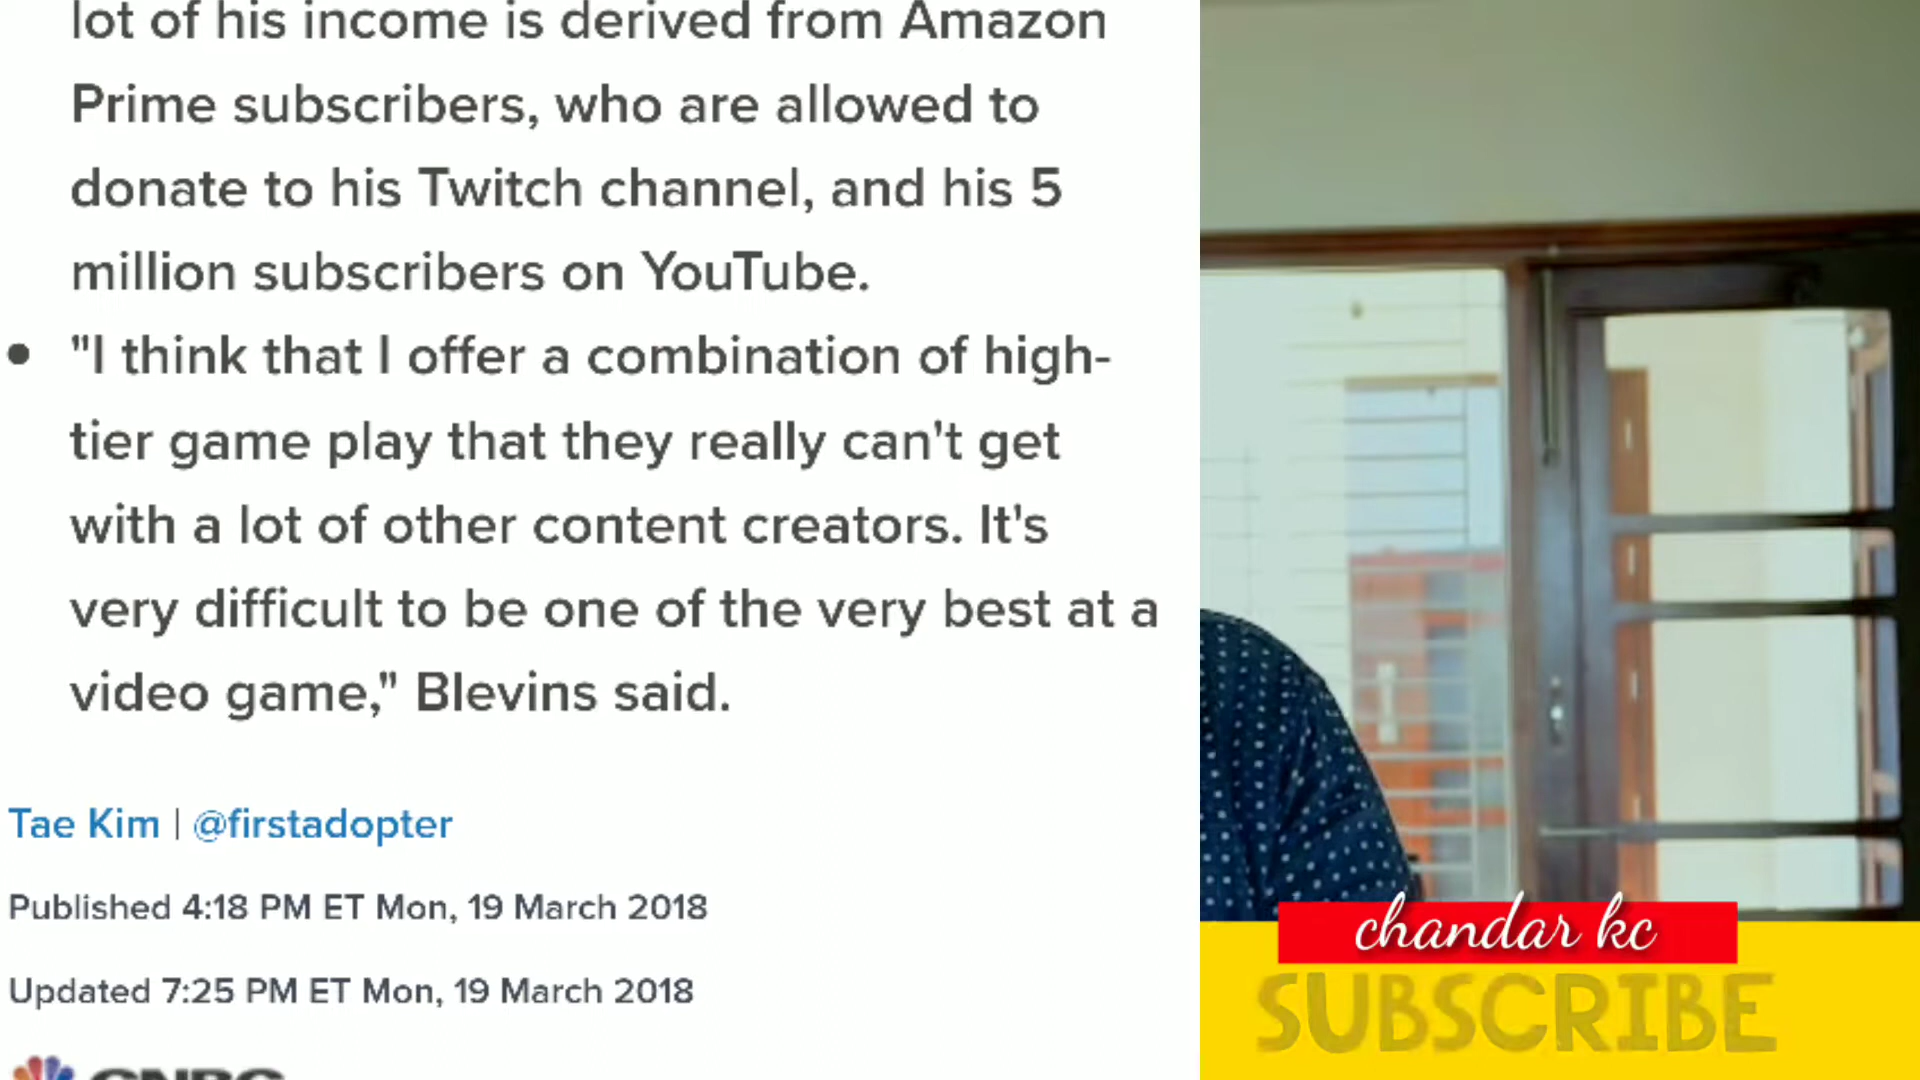 lot of his income is derived from Amazon
Prime subscribers, who are allowed to
donate to his Twitch channel, and his 5
million subscribers on YouTube.
• "I think that I offer a combination of high-
tier game play that they really can't get
with a lot of other content creators. It's
very difficult to be one of the very best at a
video game," Blevins said.
Tae Kim | @firstadopter
Published 4:18 PM ET Mon, 19 March 2018
Updated 7:25 PM ET Mon, 19 March 2018
CNBC
chandar kc
SUBSCRIBE